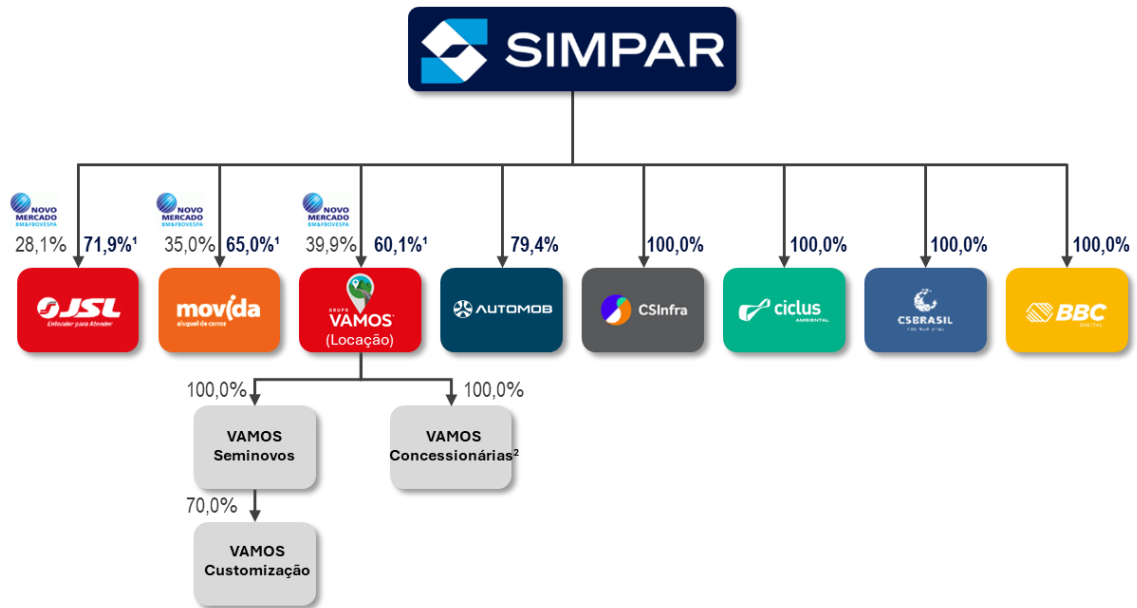 SIMPAR
NOVO
MERCADO
BM&FBOVESPA
28,1%
71,9%¹
NOVO
MERCADO
BM&FBOVESPA
35,0%
65,0%¹
NOVO
MERCADO
BM&FBOVESPA
39,9%
60,1%¹
79,4%
100,0%
100,0%
100,0%
100,0%
JSL
Entender para Atender
movida
aluguel de carros
GRUPO
VAMOS
(Locação)
AUTOMOB
CSInfra
ciclus
AMBIENTAL
CSBRASIL
BBC
DIGITAL
100,0%
100,0%
VAMOS
Seminovos
VAMOS
Concessionárias²
70,0%
VAMOS
Customização